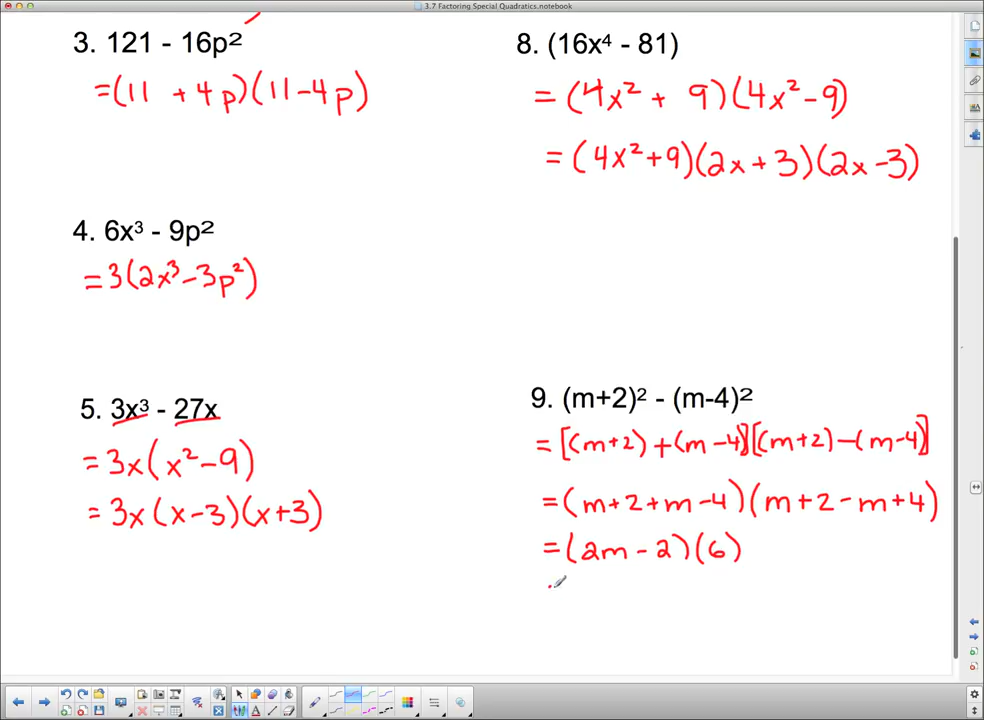 3.7 Factoring Special Quadratics.notebook
3. 121 - 16p²
=(11 + 4p)(11-4p)
4. 6x³ - 9p²
=3(2x³-3p²)
5. 3x³ - 27x
=3x(x²-9)
=3x(x-3)(x+3)
8. (16x⁴ - 81)
=(4x² + 9)(4x²-9)
=(4x²+9)(2x+3)(2x-3)
9. (m+2)² - (m-4)²
=[(m+2)+(m-4)][(m+2)-(m-4)]
=(m+2+m-4)(m+2-m+4)
=(2m-2)(6)